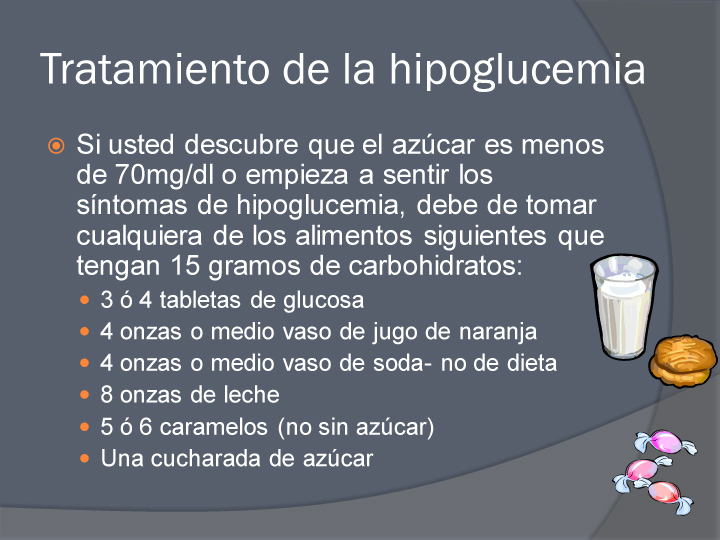 Tratamiento de la hipoglucemia
Si usted descubre que el azúcar es menos
de 70mg/dl o empieza a sentir los
síntomas de hipoglucemia, debe de tomar
cualquiera de los alimentos siguientes que
tengan 15 gramos de carbohidratos:
3 ó 4 tabletas de glucosa
4 onzas o medio vaso de jugo de naranja
4 onzas o medio vaso de soda- no de dieta
8 onzas de leche
5 ó 6 caramelos (no sin azúcar)
Una cucharada de azúcar